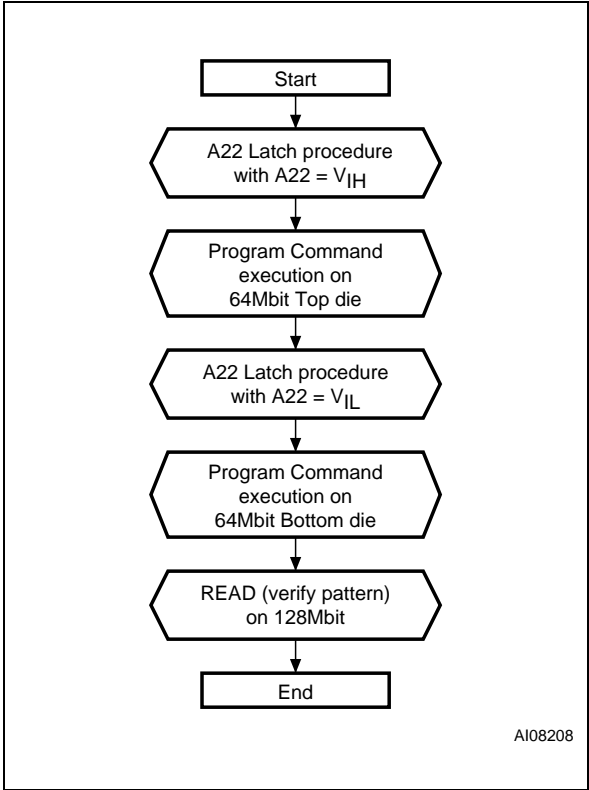 Start
A22 Latch procedure
with A22 = VIH
Program Command
execution on
64Mbit Top die
A22 Latch procedure
with A22 = VIL
Program Command
execution on
64Mbit Bottom die
READ (verify pattern)
on 128Mbit
End
AI08208